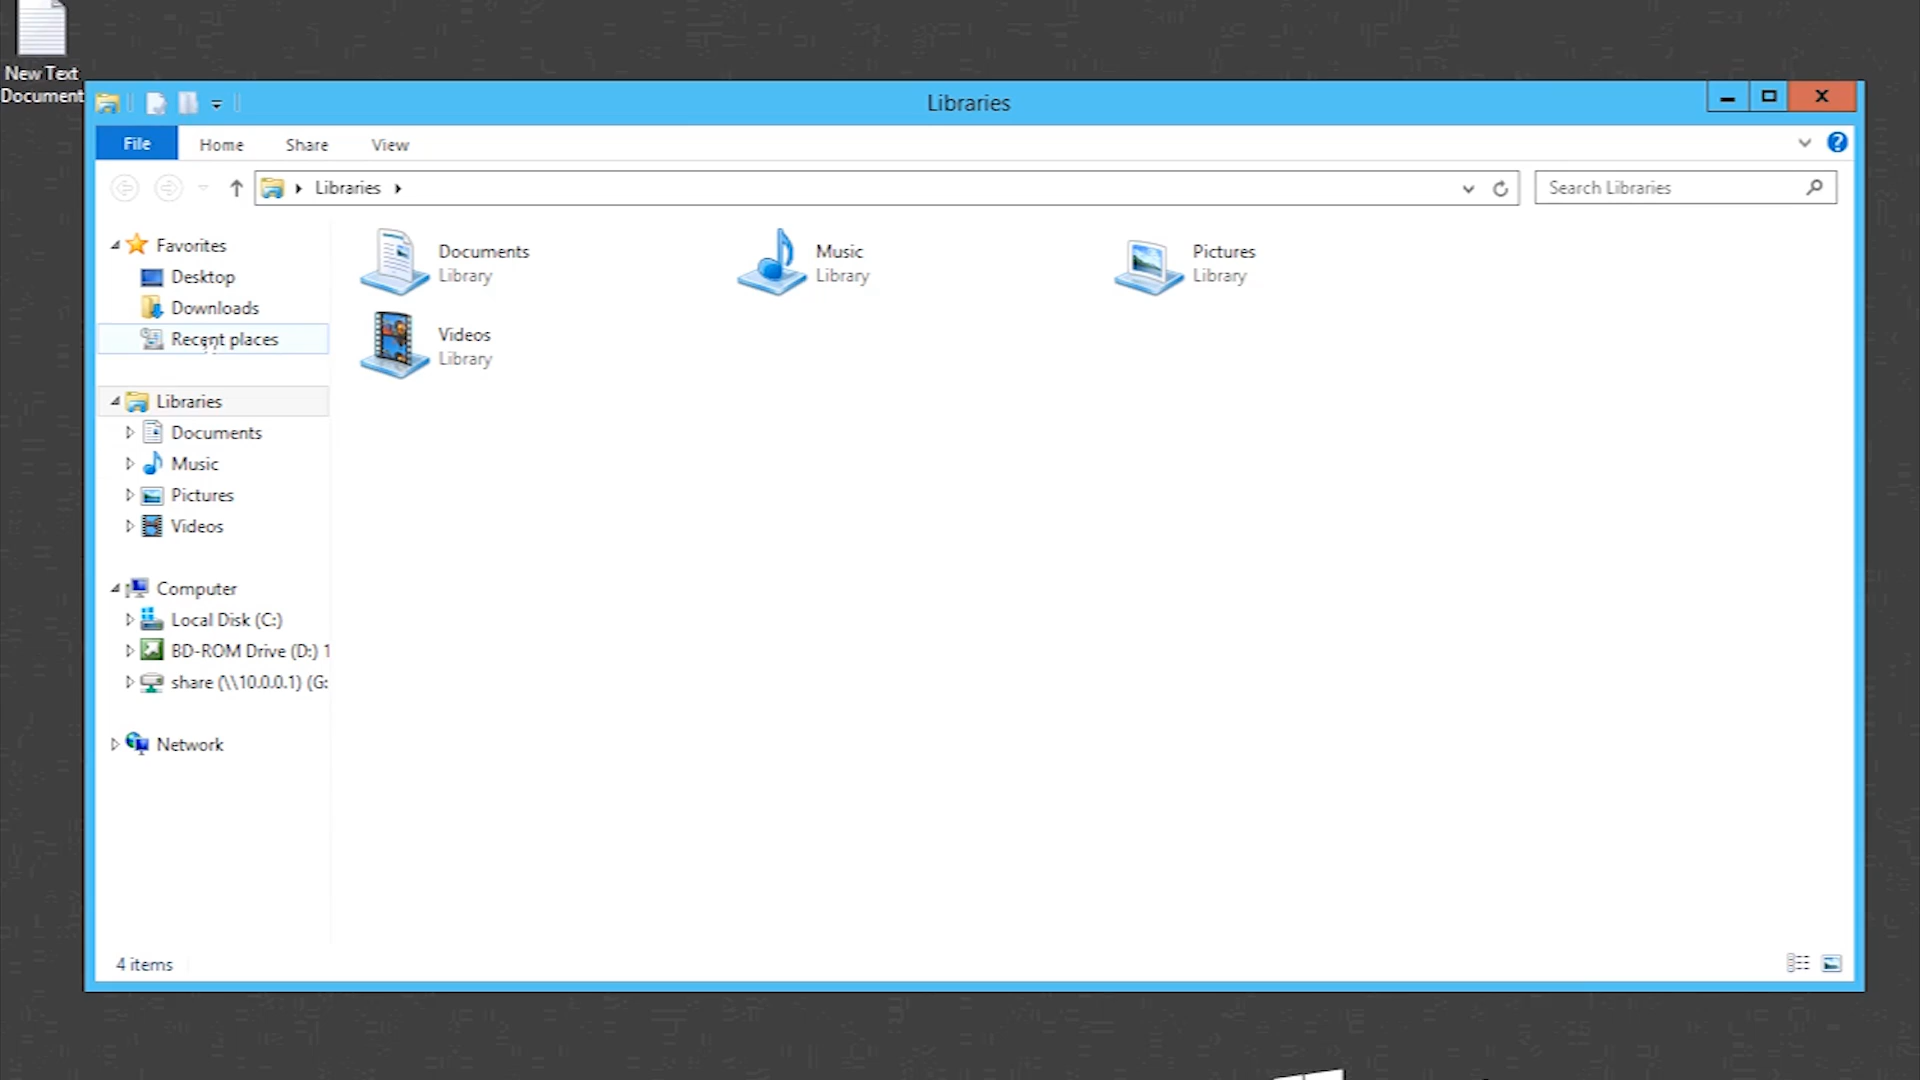 New Text
Document
Libraries
File Home Share View
Libraries
Search Libraries
Favorites
Desktop
Downloads
Recent places
Libraries
Documents
Music
Pictures
Videos
Computer
Local Disk (C:)
BD-ROM Drive (D:) 1
share (\\10.0.0.1) (G:
Network
Documents
Library
Music
Library
Pictures
Library
Videos
Library
4 items